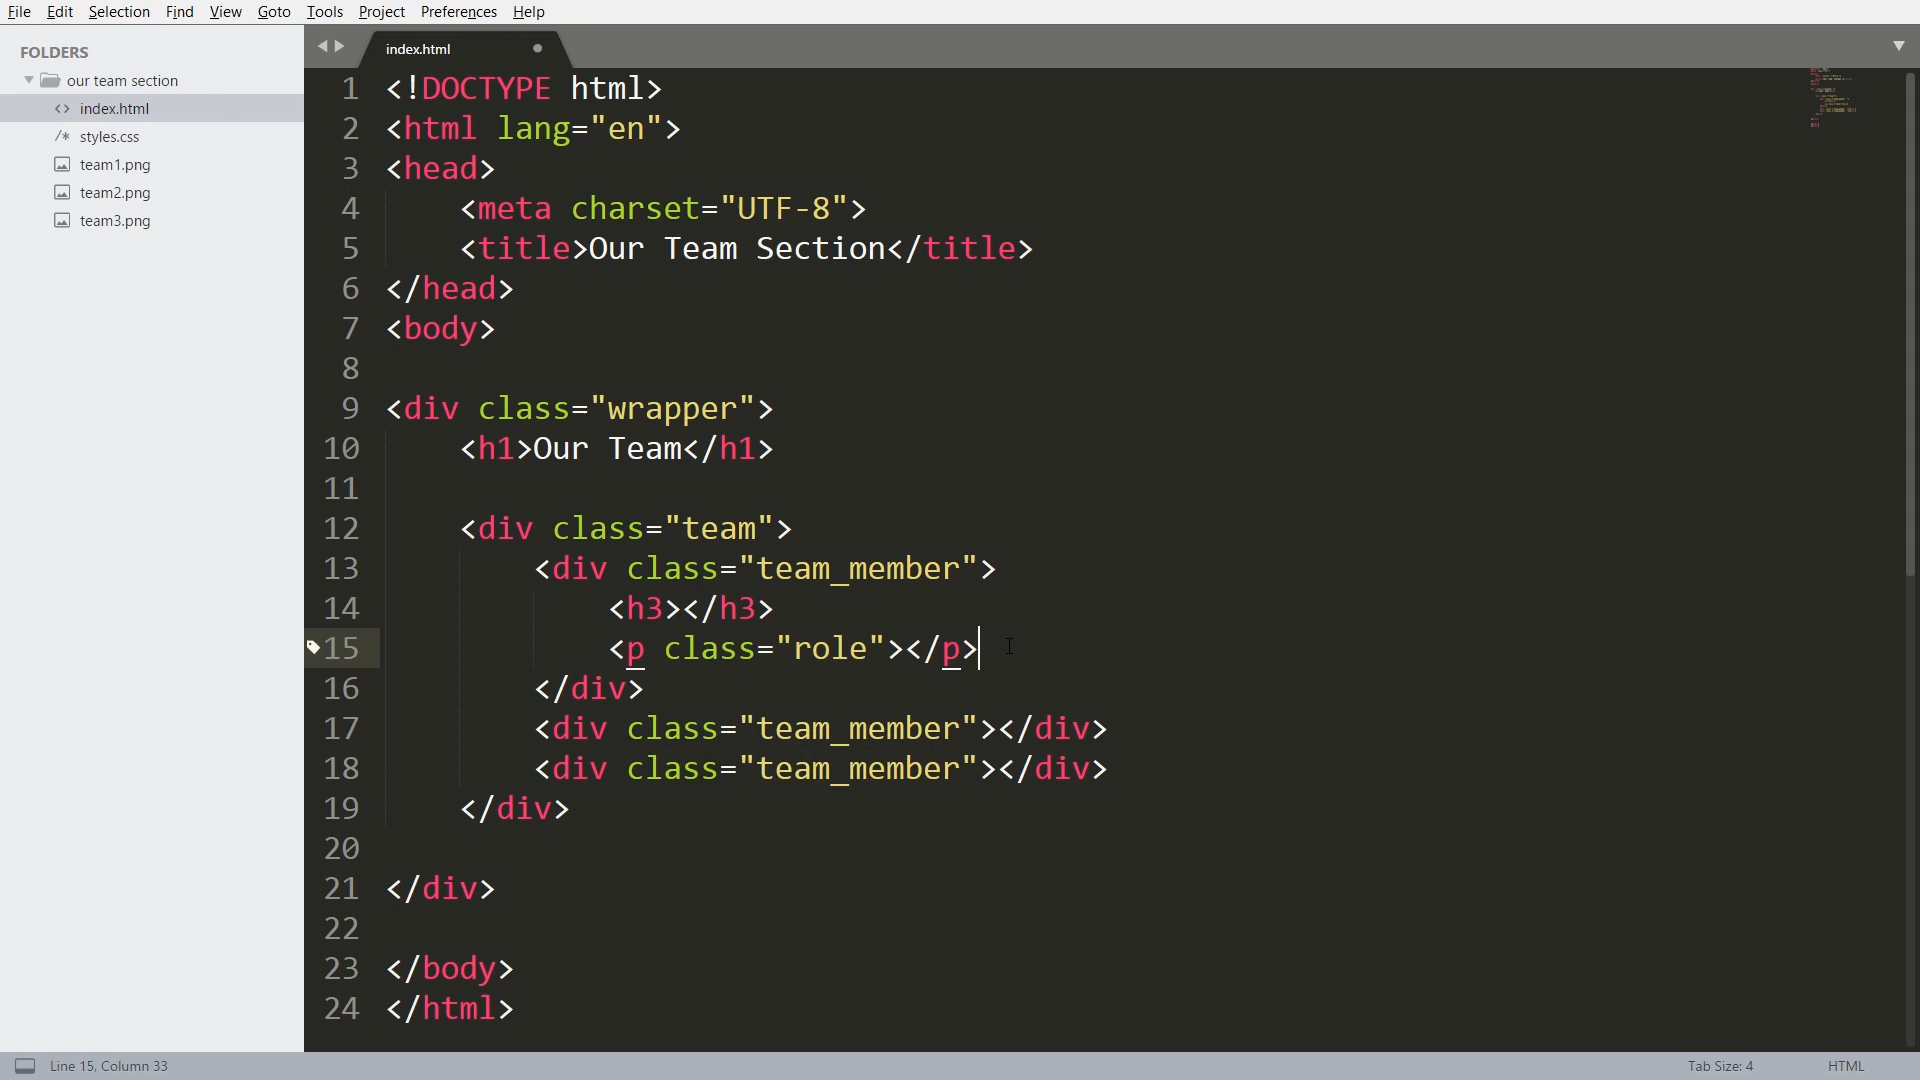 File Edit Selection Find View Goto Tools Project Preferences Help
FOLDERS
our team section
<> index.html
/* styles.css
team1.png
team2.png
team3.png
index.html
1 <!DOCTYPE html>
2 <html lang="en">
3 <head>
4 <meta charset="UTF-8">
5 <title>Our Team Section</title>
6 </head>
7 <body>
8
9 <div class="wrapper">
10 <h1>Our Team</h1>
11
12 <div class="team">
13 <div class="team_member">
14 <h3></h3>
15 <p class="role"></p>
16 </div>
17 <div class="team_member"></div>
18 <div class="team_member"></div>
19 </div>
20
21 </div>
22
23 </body>
24 </html>
Line 15, Column 33 Tab Size: 4 HTML